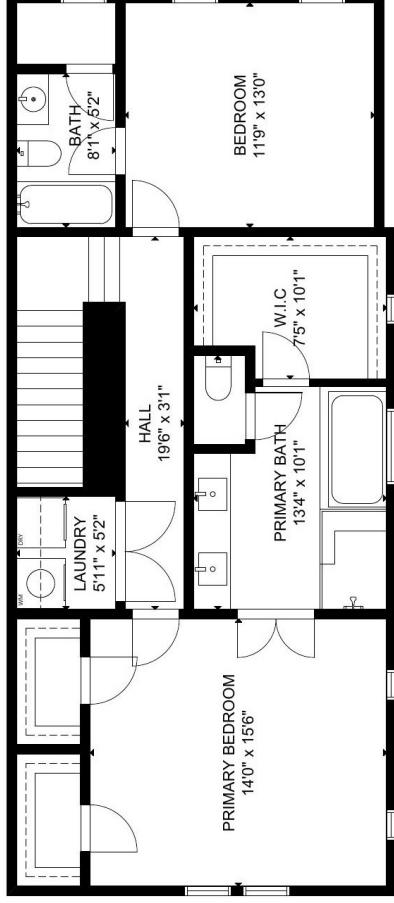 BATH
8'1" x 5'2"
BEDROOM
11'9" x 13'0"
W.I.C
7'5" x 10'1"
HALL
19'6" x 3'1"
PRIMARY BATH
13'4" x 10'1"
DRY
WM
LAUNDRY
5'11" x 5'2"
PRIMARY BEDROOM
14'0" x 15'6"